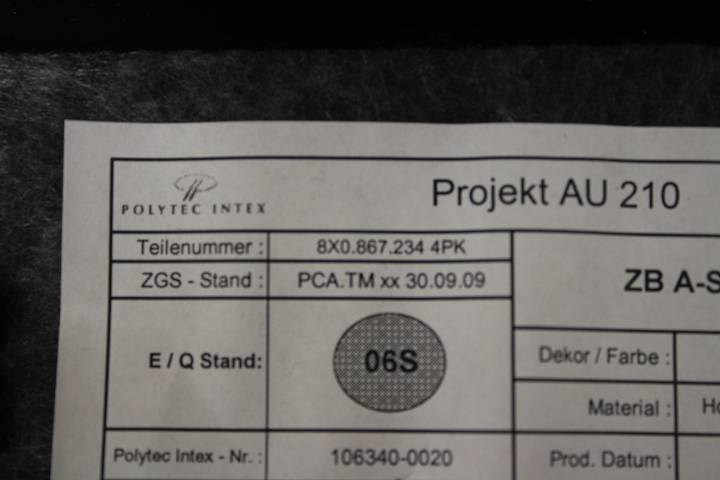 POLYTEC INTEX
Projekt AU 210
Teilenummer : 8X0.867.234 4PK
ZGS - Stand : PCA.TM xx 30.09.09
ZB A-S
E / Q Stand: 06S
Dekor / Farbe :
Material : Ho
Polytec Intex - Nr. : 106340-0020
Prod. Datum :